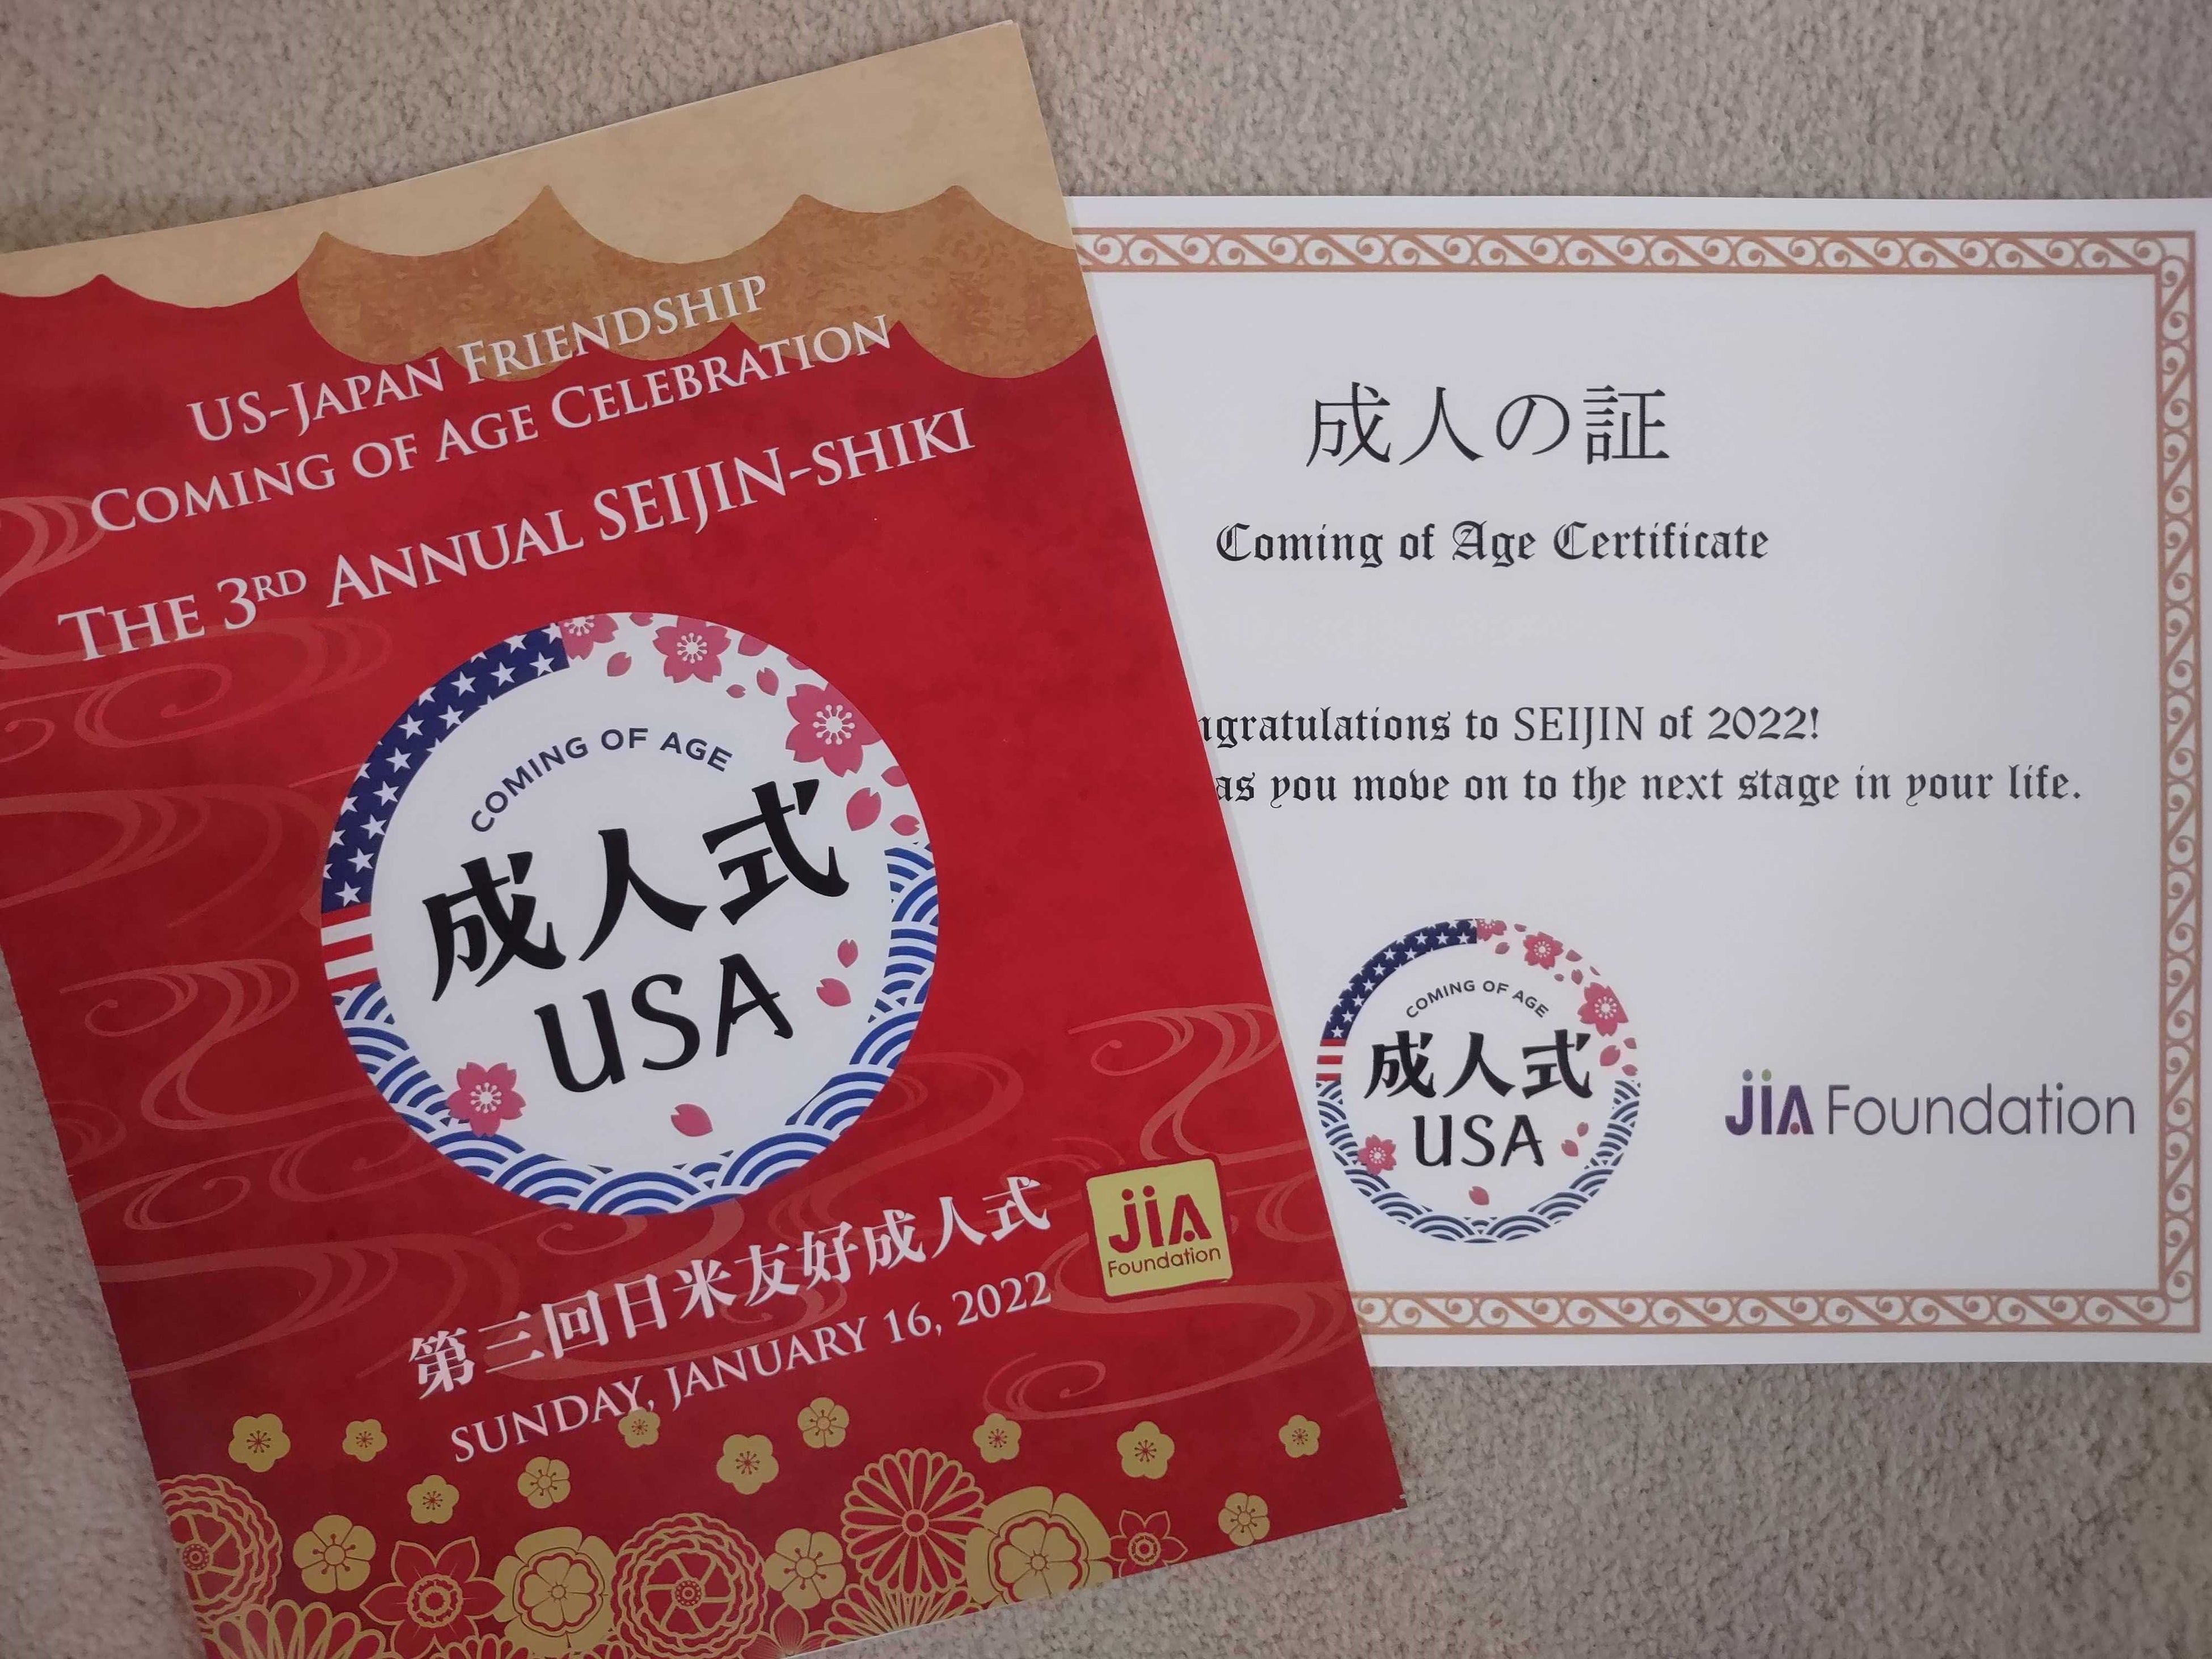 US-JAPAN FRIENDSHIP
COMING OF AGE CELEBRATION
THE 3RD ANNUAL SEIJIN-SHIKI
COMING OF AGE
成人式
USA
第三回日米友好成人式
SUNDAY, JANUARY 16, 2022
JIA
Foundation
成人の証
Coming of Age Certificate
ngratulations to SEIJIN of 2022!
as you move on to the next stage in your life.
COMING OF AGE
成人式
USA
JIA Foundation